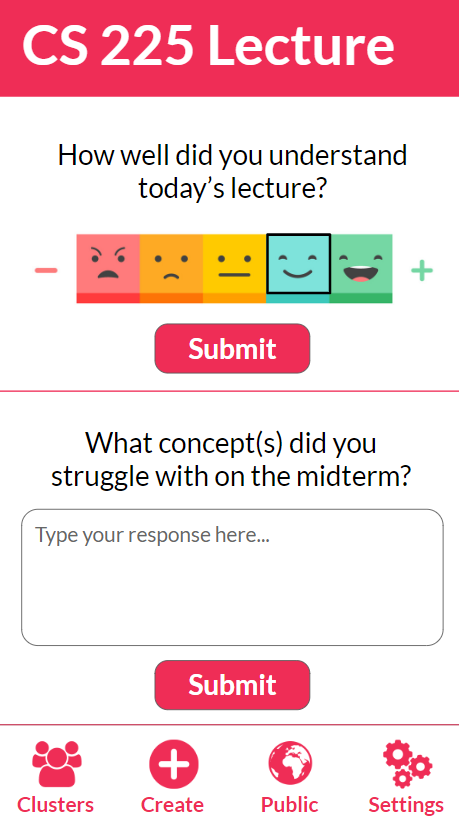 CS 225 Lecture
How well did you understand
today’s lecture?
Submit
What concept(s) did you
struggle with on the midterm?
Type your response here...
Submit
Clusters
Create
Public
Settings